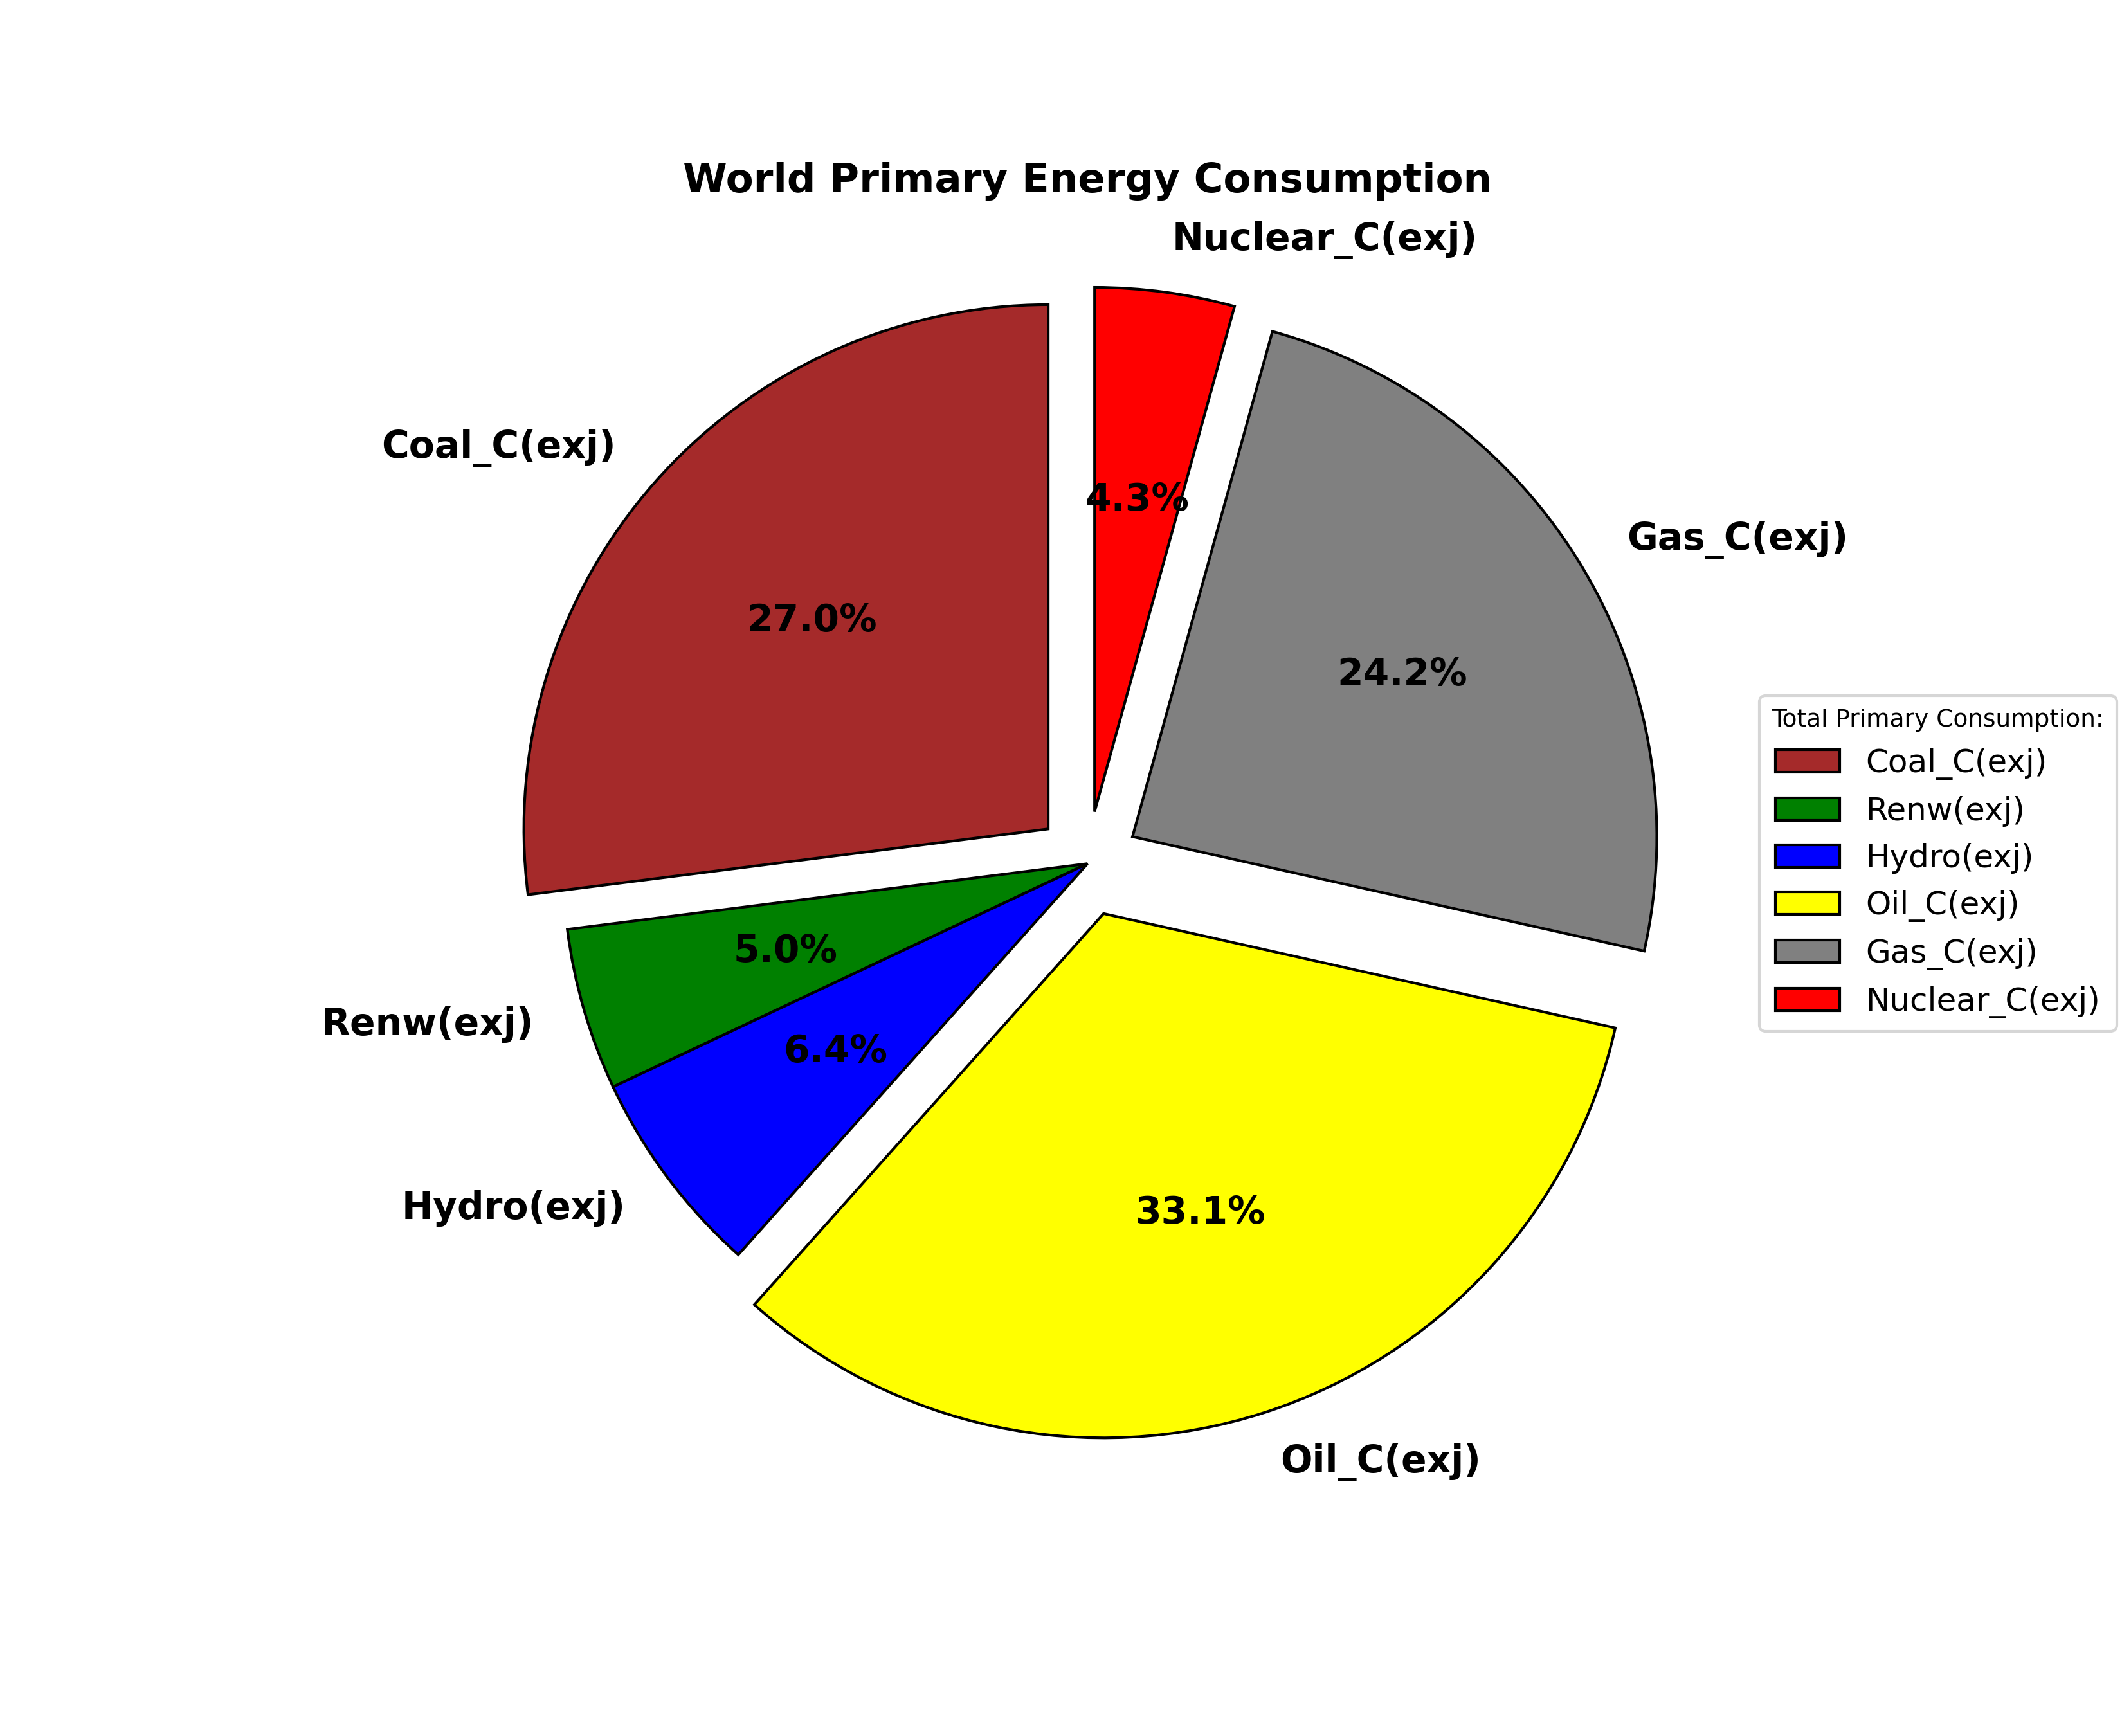 World Primary Energy Consumption
Nuclear_C(exj)
Coal_C(exj)
4.3%
Gas_C(exj)
27.0%
24.2%
Total Primary Consumption:
Coal_C(exj)
Renw(exj)
Hydro(exj)
Oil_C(exj)
Gas_C(exj)
Nuclear_C(exj)
5.0%
Renw(exj)
6.4%
Hydro(exj)
33.1%
Oil_C(exj)